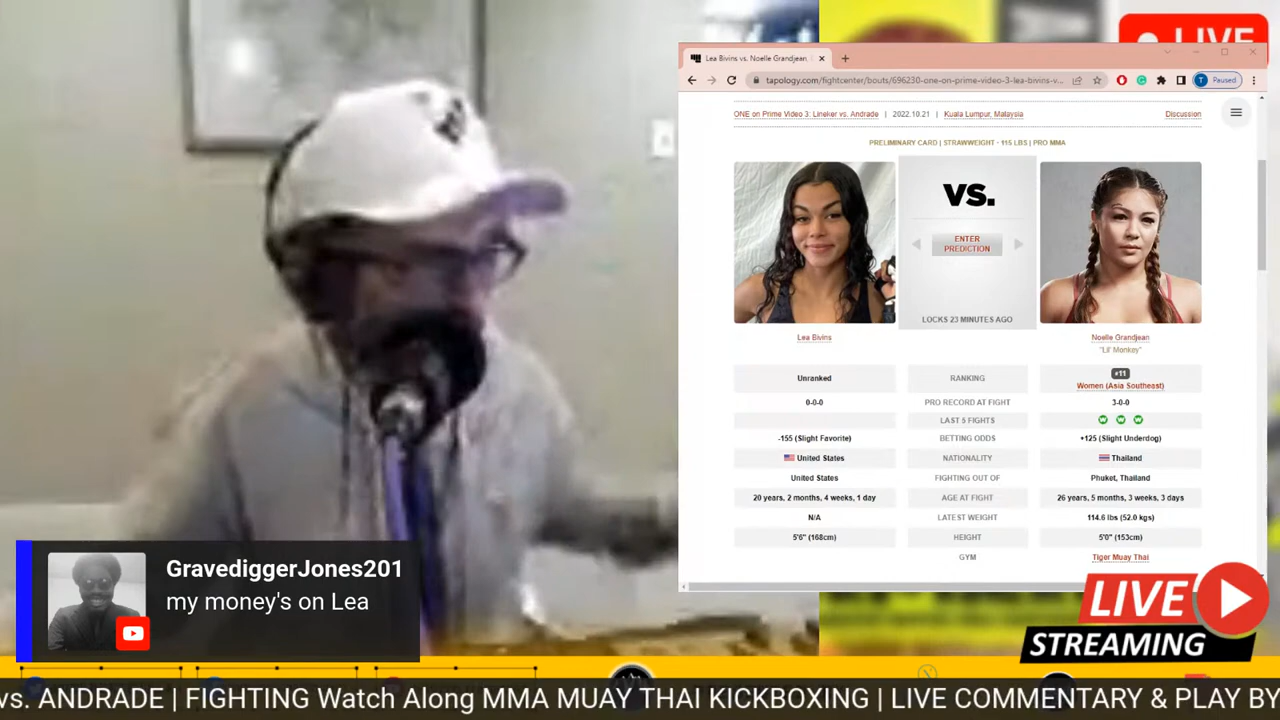 LIVE
Lea Bivins vs. Noelle Grandjean,
tapology.com/fightcenter/bouts/696230-one-on-prime-video-3-lea-bivins-v...
Paused
ONE on Prime Video 3: Lineker vs. Andrade | 2022.10.21 | Kuala Lumpur, Malaysia
Discussion
PRELIMINARY CARD | STRAWWEIGHT · 115 LBS | PRO MMA
VS.
ENTER
PREDICTION
LOCKS 23 MINUTES AGO
Lea Bivins
Noelle Grandjean
"Lil' Monkey"
Unranked RANKING #11
Women (Asia Southeast)
0-0-0 PRO RECORD AT FIGHT 3-0-0
LAST 5 FIGHTS W W W
-155 (Slight Favorite) BETTING ODDS +125 (Slight Underdog)
United States NATIONALITY Thailand
United States FIGHTING OUT OF Phuket, Thailand
20 years, 2 months, 4 weeks, 1 day AGE AT FIGHT 26 years, 5 months, 3 weeks, 3 days
N/A LATEST WEIGHT 114.6 lbs (52.0 kgs)
5'6" (168cm) HEIGHT 5'0" (153cm)
GYM Tiger Muay Thai
GravediggerJones201
my money's on Lea
LIVE
STREAMING
vs. ANDRADE | FIGHTING Watch Along MMA MUAY THAI KICKBOXING | LIVE COMMENTARY & PLAY BY